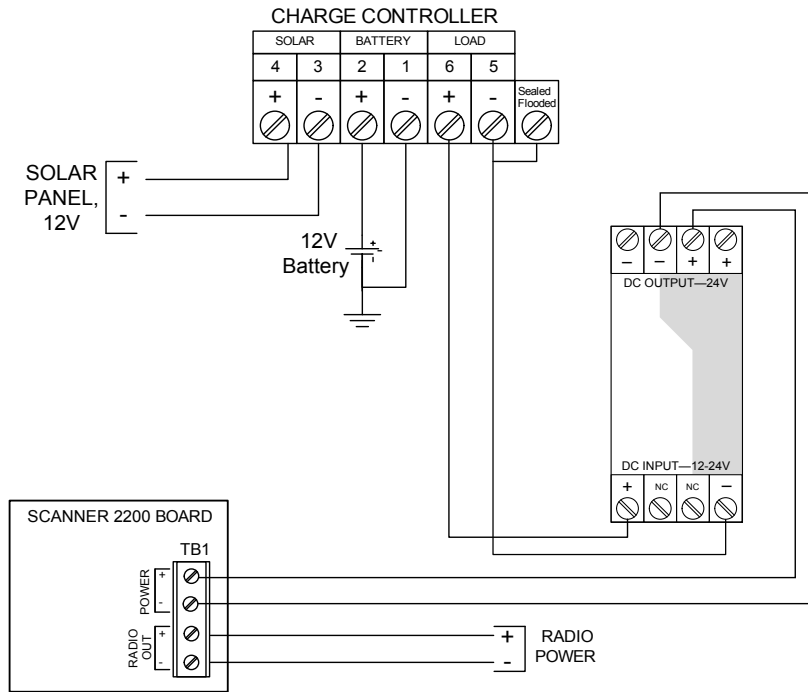 CHARGE CONTROLLER
SOLAR BATTERY LOAD
4 3 2 1 6 5
+ - + - + - Sealed
Flooded
SOLAR
PANEL,
12V
+
-
12V
Battery
+
-
- - + +
DC OUTPUT—24V
DC INPUT—12-24V
+ NC NC -
SCANNER 2200 BOARD
TB1
POWER
+
-
RADIO
OUT
+
-
+
-
RADIO
POWER